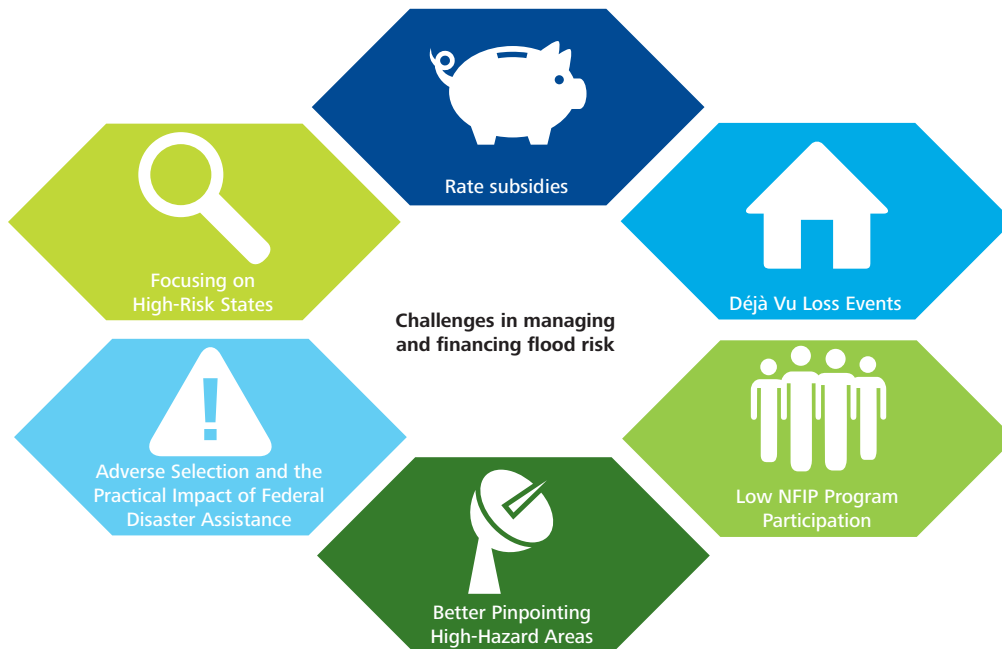 Rate subsidies
Déjà Vu Loss Events
Low NFIP Program
Participation
Better Pinpointing
High-Hazard Areas
Adverse Selection and the
Practical Impact of Federal
Disaster Assistance
Focusing on
High-Risk States
Challenges in managing
and financing flood risk